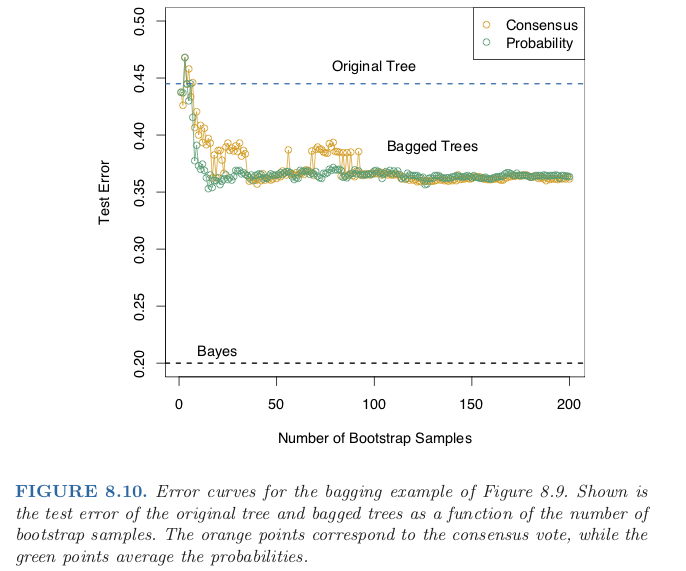 Consensus
Probability
Original Tree
Bagged Trees
Bayes
Test Error
0.50
0.45
0.40
0.35
0.30
0.25
0.20
0 50 100 150 200
Number of Bootstrap Samples
FIGURE 8.10. Error curves for the bagging example of Figure 8.9. Shown is
the test error of the original tree and bagged trees as a function of the number of
bootstrap samples. The orange points correspond to the consensus vote, while the
green points average the probabilities.